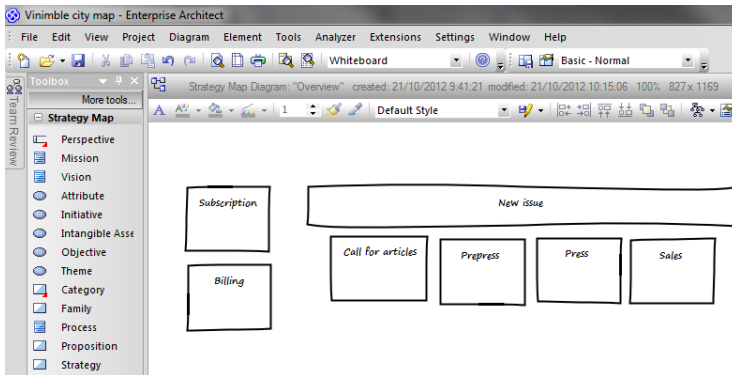 Vinimble city map - Enterprise Architect
File Edit View Project Diagram Element Tools Analyzer Extensions Settings Window Help
Whiteboard Basic - Normal
Toolbox
Strategy Map Diagram: "Overview" created: 21/10/2012 9:41:21 modified: 21/10/2012 10:15:06 100% 827 x 1169
More tools...
A 1 Default Style
Team Review
Strategy Map
Perspective
Mission
Vision
Attribute
Initiative
Intangible Asse
Objective
Theme
Category
Family
Process
Proposition
Strategy
Subscription
New issue
Call for articles
Prepress
Press
Sales
Billing